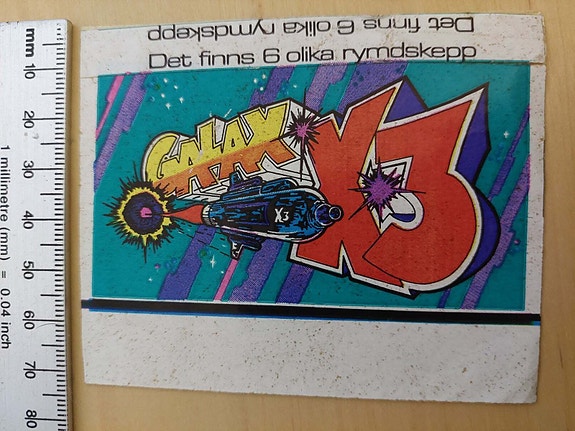 Det finns 6 olika rymdskepp
Det finns 6 olika rymdskepp
GALAX
X3
X3
mm 10 20 30 40 50 60 70 80
1 millimetre (mm) = 0.04 inch